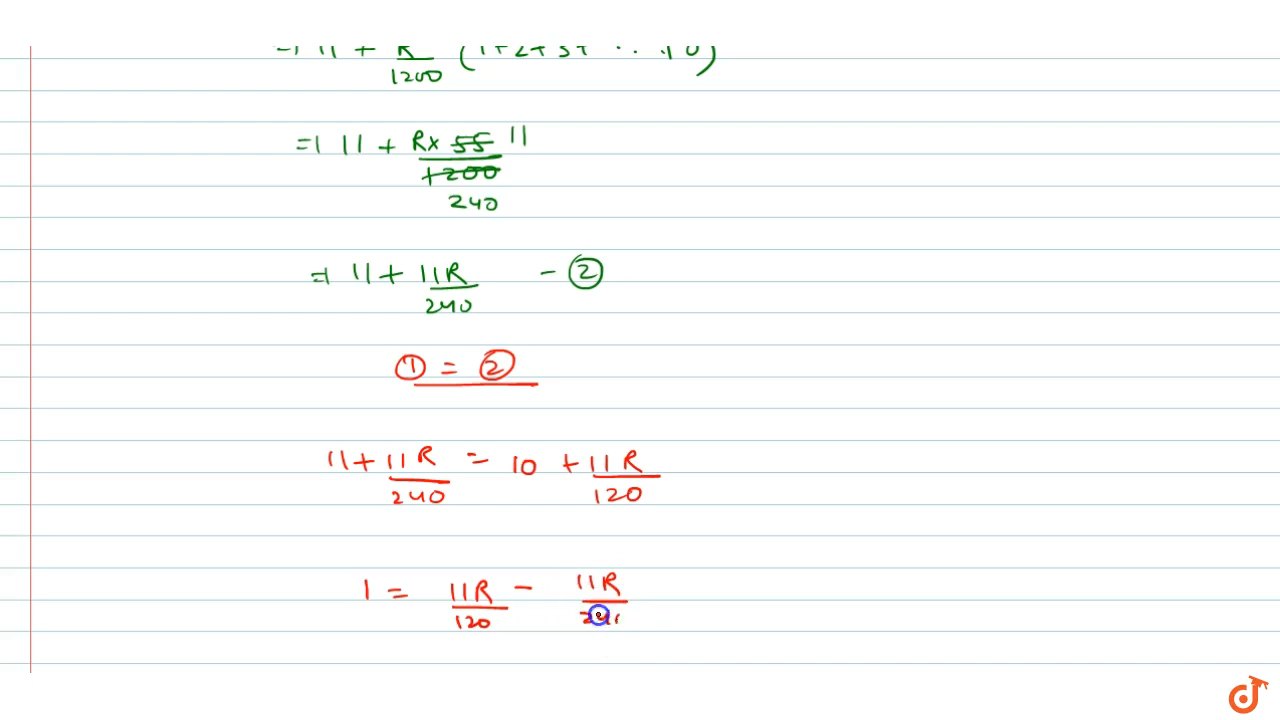 =) 11 + R/1200 (1+2+3+ ... 10)
=) 11 + R× 55 11
1200
240
=) 11 + 11R/240 - ②
① = ②
11 + 11R/240 = 10 + 11R/120
1 = 11R/120 - 11R/